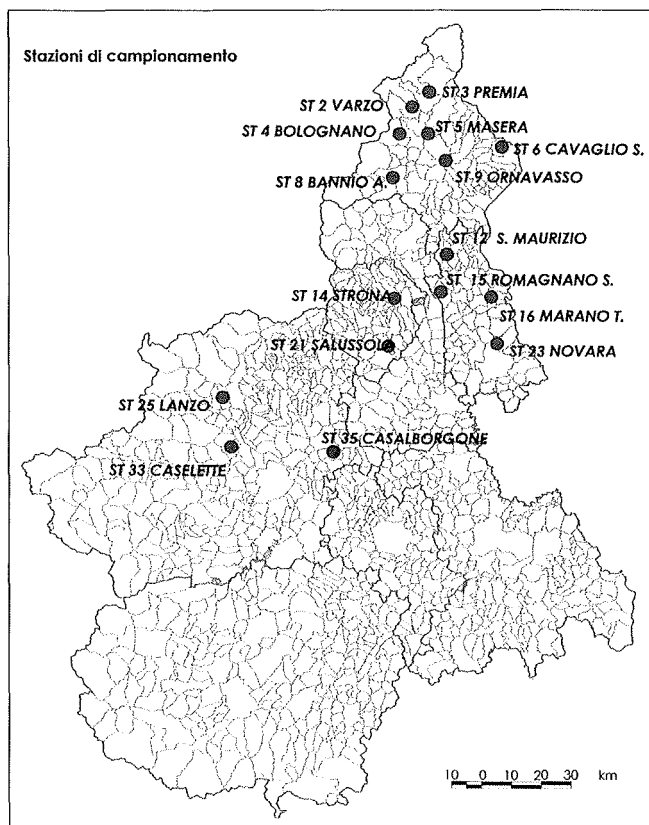 Stazioni di campionamento
ST 3 PREMIA
ST 2 VARZO
ST 4 BOLOGNANO
ST 5 MASERA
ST 6 CAVAGLIO S.
ST 9 ORNAVASSO
ST 8 BANNIO A.
ST 12 S. MAURIZIO
ST 15 ROMAGNANO S.
ST 14 STRONA
ST 16 MARANO T.
ST 21 SALUSSOLA
ST 23 NOVARA
ST 25 LANZO
ST 35 CASALBORGONE
ST 33 CASELETTE
10 0 10 20 30 km